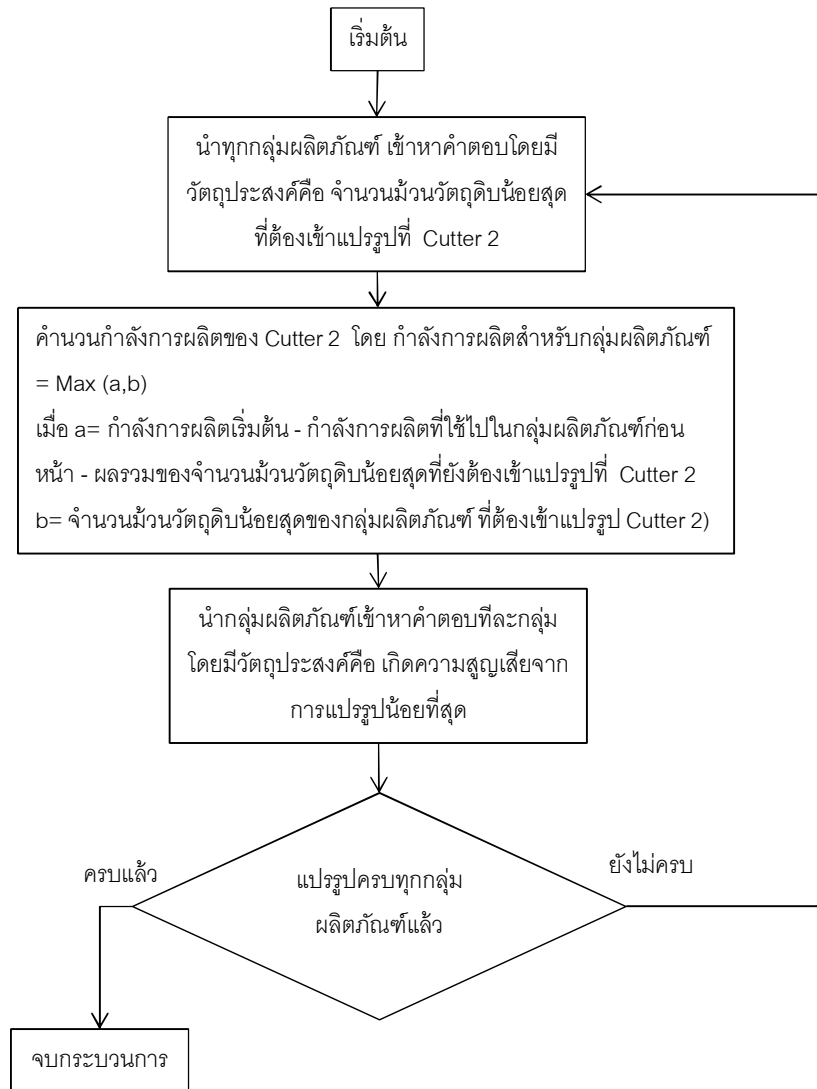 เริ่มต้น
นำทุกกลุ่มผลิตภัณฑ์ เข้าหาคำตอบโดยมี
วัตถุประสงค์คือ จำนวนม้วนวัตถุดิบน้อยสุด
ที่ต้องเข้าแปรรูปที่ Cutter 2
คำนวนกำลังการผลิตของ Cutter 2 โดย กำลังการผลิตสำหรับกลุ่มผลิตภัณฑ์
= Max (a,b)
เมื่อ a= กำลังการผลิตเริ่มต้น - กำลังการผลิตที่ใช้ไปในกลุ่มผลิตภัณฑ์ก่อน
หน้า - ผลรวมของจำนวนม้วนวัตถุดิบน้อยสุดที่ยังต้องเข้าแปรรูปที่ Cutter 2
b= จำนวนม้วนวัตถุดิบน้อยสุดของกลุ่มผลิตภัณฑ์ ที่ต้องเข้าแปรรูป Cutter 2)
นำกลุ่มผลิตภัณฑ์เข้าหาคำตอบทีละกลุ่ม
โดยมีวัตถุประสงค์คือ เกิดความสูญเสียจาก
การแปรรูปน้อยที่สุด
ครบแล้ว
ยังไม่ครบ
แปรรูปครบทุกกลุ่ม
ผลิตภัณฑ์แล้ว
จบกระบวนการ